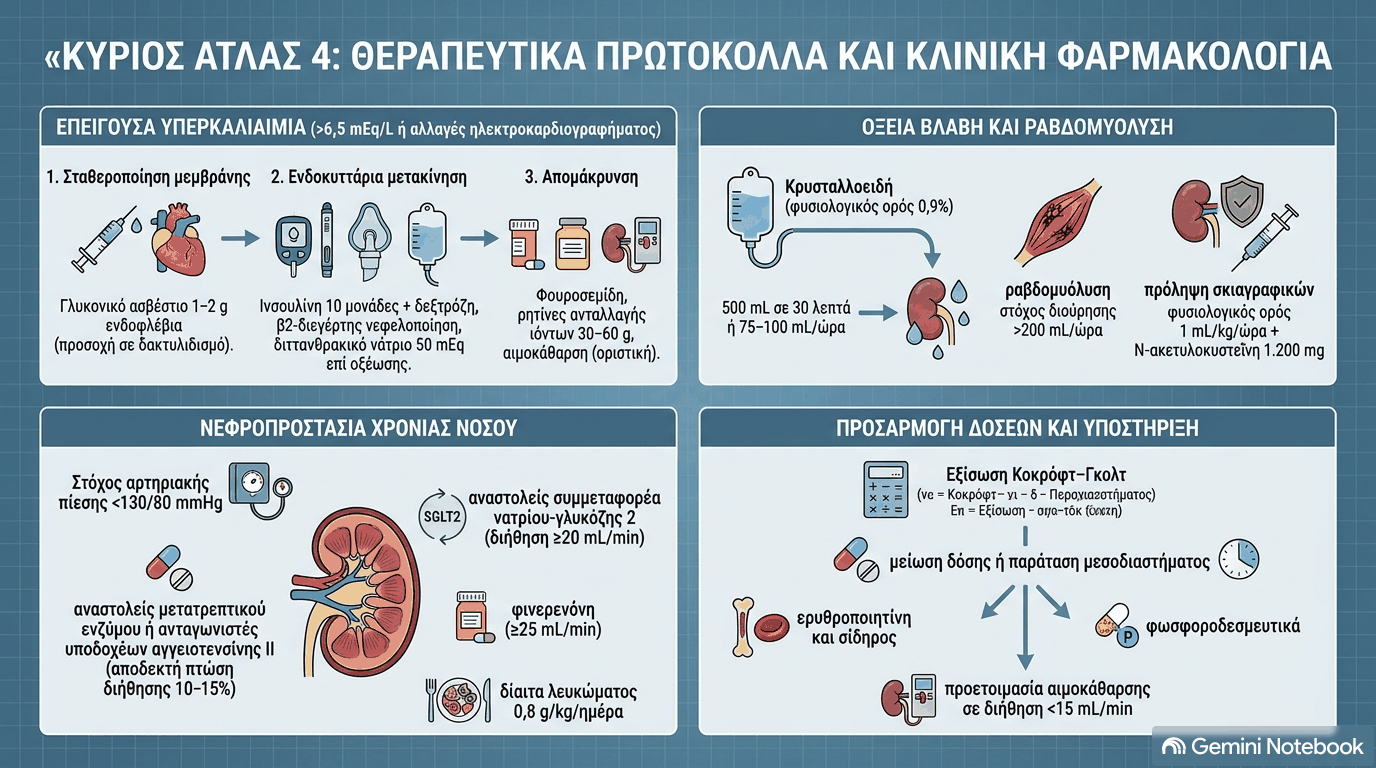 «ΚΥΡΙΟΣ ΑΤΛΑΣ 4: ΘΕΡΑΠΕΥΤΙΚΑ ΠΡΩΤΟΚΟΛΛΑ ΚΑΙ ΚΛΙΝΙΚΗ ΦΑΡΜΑΚΟΛΟΓΙΑ
ΕΠΕΙΓΟΥΣΑ ΥΠΕΡΚΑΛΙΑΙΜΙΑ (>6,5 mEq/L ή αλλαγές ηλεκτροκαρδιογραφήματος)
1. Σταθεροποίηση μεμβράνης
Γλυκονικό ασβέστιο 1–2 g
ενδοφλέβια
(προσοχή σε δακτυλιδισμό).
2. Ενδοκυττάρια μετακίνηση
Ινσουλίνη 10 μονάδες + δεξτρόζη,
β2-διεγέρτης νεφελοποίηση,
διττανθρακικό νάτριο 50 mEq
επί οξέωσης.
3. Απομάκρυνση
Φουροσεμίδη,
ρητίνες ανταλλαγής
ιόντων 30–60 g,
αιμοκάθαρση (οριστική).
ΟΞΕΙΑ ΒΛΑΒΗ ΚΑΙ ΡΑΒΔΟΜΥΟΛΥΣΗ
Κρυσταλλοειδή
(φυσιολογικός ορός 0,9%)
500 mL σε 30 λεπτά
ή 75–100 mL/ώρα
ραβδομυόλυση
στόχος διούρησης
>200 mL/ώρα
πρόληψη σκιαγραφικών
φυσιολογικός ορός
1 mL/kg/ώρα +
N-ακετυλοκυστεΐνη 1.200 mg
ΝΕΦΡΟΠΡΟΣΤΑΣΙΑ ΧΡΟΝΙΑΣ ΝΟΣΟΥ
Στόχος αρτηριακής
πίεσης <130/80 mmHg
αναστολείς μετατρεπτικού
ενζύμου ή ανταγωνιστές
υποδοχέων αγγειοτενσίνης II
(αποδεκτή πτώση
διήθησης 10–15%)
SGLT2
αναστολείς συμμεταφορέα
νατρίου-γλυκόζης 2
(διήθηση ≥20 mL/min)
φινερενόνη
(≥25 mL/min)
δίαιτα λευκώματος
0,8 g/kg/ημέρα
ΠΡΟΣΑΡΜΟΓΗ ΔΟΣΕΩΝ ΚΑΙ ΥΠΟΣΤΗΡΙΞΗ
Εξίσωση Κοκρόφτ–Γκολτ
= Κοκρόφτ–
= Εξίσωση –
μείωση δόσης ή παράταση μεσοδιαστήματος
ερυθροποιητίνη
και σίδηρος
P
φωσφοροδεσμευτικά
προετοιμασία αιμοκάθαρσης
σε διήθηση <15 mL/min
Gemini Notebook